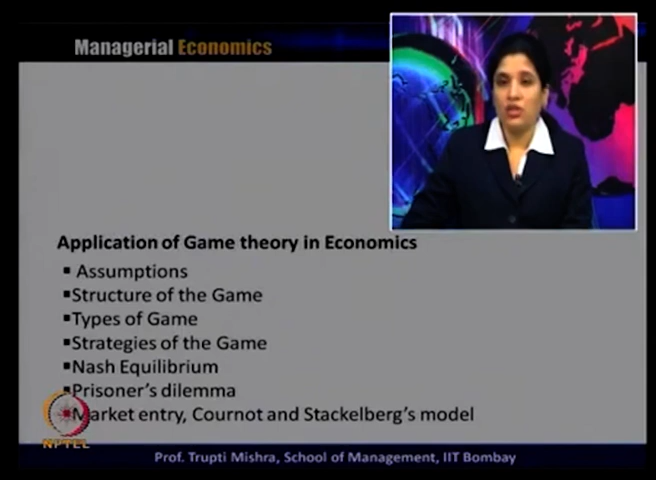 Managerial Economics
Application of Game theory in Economics
▪ Assumptions
▪Structure of the Game
▪Types of Game
▪Strategies of the Game
▪Nash Equilibrium
▪Prisoner's dilemma
▪Market entry, Cournot and Stackelberg's model
NPTEL
Prof. Trupti Mishra, School of Management, IIT Bombay